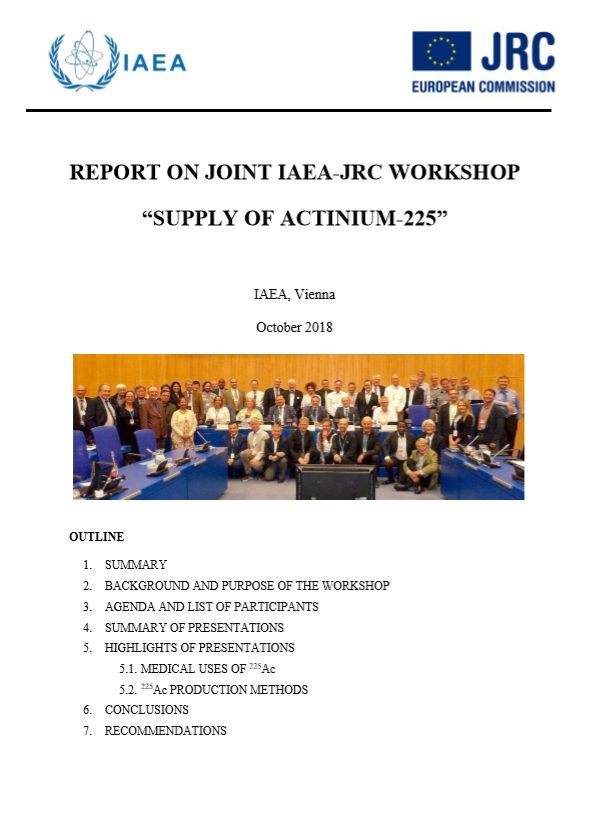 IAEA
JRC
EUROPEAN COMMISSION
REPORT ON JOINT IAEA-JRC WORKSHOP
“SUPPLY OF ACTINIUM-225”
IAEA, Vienna
October 2018
OUTLINE
1. SUMMARY
2. BACKGROUND AND PURPOSE OF THE WORKSHOP
3. AGENDA AND LIST OF PARTICIPANTS
4. SUMMARY OF PRESENTATIONS
5. HIGHLIGHTS OF PRESENTATIONS
5.1. MEDICAL USES OF ²²⁵Ac
5.2. ²²⁵Ac PRODUCTION METHODS
6. CONCLUSIONS
7. RECOMMENDATIONS